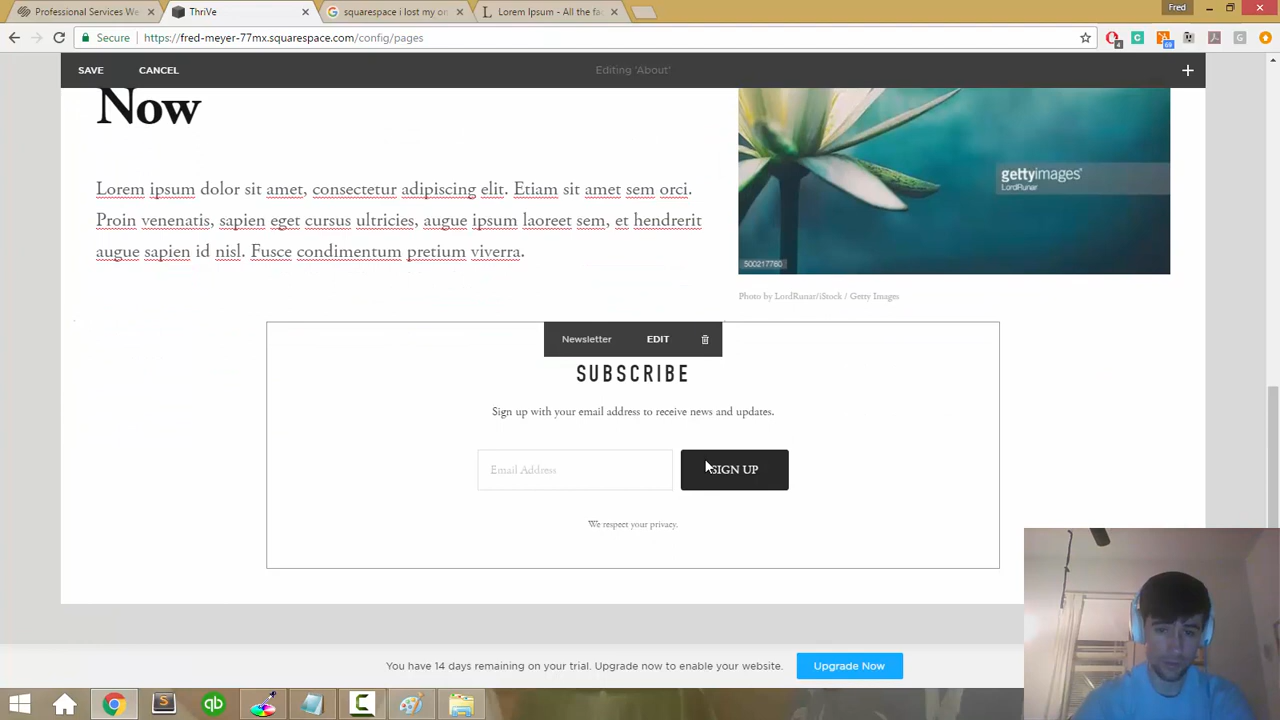 Professional Services We
ThriVe
squarespace i lost my or
Lorem Ipsum - All the fa
Fred
Secure
https://fred-meyer-77mx.squarespace.com/config/pages
SAVE
CANCEL
Editing 'About'
Now
Lorem ipsum dolor sit amet, consectetur adipiscing elit. Etiam sit amet sem orci.
Proin venenatis, sapien eget cursus ultricies, augue ipsum laoreet sem, et hendrerit
augue sapien id nisl. Fusce condimentum pretium viverra.
gettyimages®
LordRunar
500217760
Photo by LordRunar/iStock / Getty Images
Newsletter
EDIT
SUBSCRIBE
Sign up with your email address to receive news and updates.
Email Address
SIGN UP
We respect your privacy.
You have 14 days remaining on your trial. Upgrade now to enable your website.
Upgrade Now